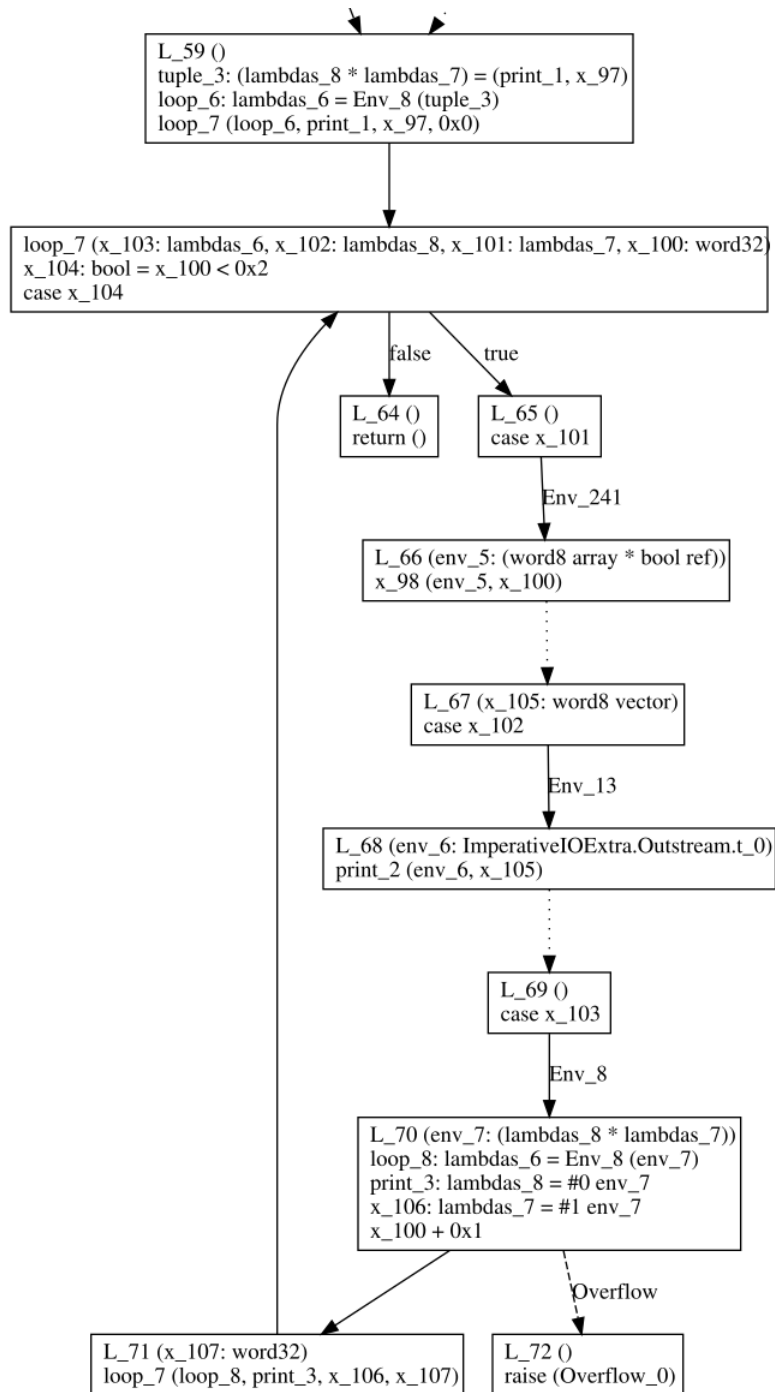 L_59 ()
tuple_3: (lambdas_8 * lambdas_7) = (print_1, x_97)
loop_6: lambdas_6 = Env_8 (tuple_3)
loop_7 (loop_6, print_1, x_97, 0x0)
loop_7 (x_103: lambdas_6, x_102: lambdas_8, x_101: lambdas_7, x_100: word32)
x_104: bool = x_100 < 0x2
case x_104
false
true
L_64 ()
return ()
L_65 ()
case x_101
Env_241
L_66 (env_5: (word8 array * bool ref))
x_98 (env_5, x_100)
L_67 (x_105: word8 vector)
case x_102
Env_13
L_68 (env_6: ImperativeIOExtra.Outstream.t_0)
print_2 (env_6, x_105)
L_69 ()
case x_103
Env_8
L_70 (env_7: (lambdas_8 * lambdas_7))
loop_8: lambdas_6 = Env_8 (env_7)
print_3: lambdas_8 = #0 env_7
x_106: lambdas_7 = #1 env_7
x_100 + 0x1
Overflow
L_71 (x_107: word32)
loop_7 (loop_8, print_3, x_106, x_107)
L_72 ()
raise (Overflow_0)